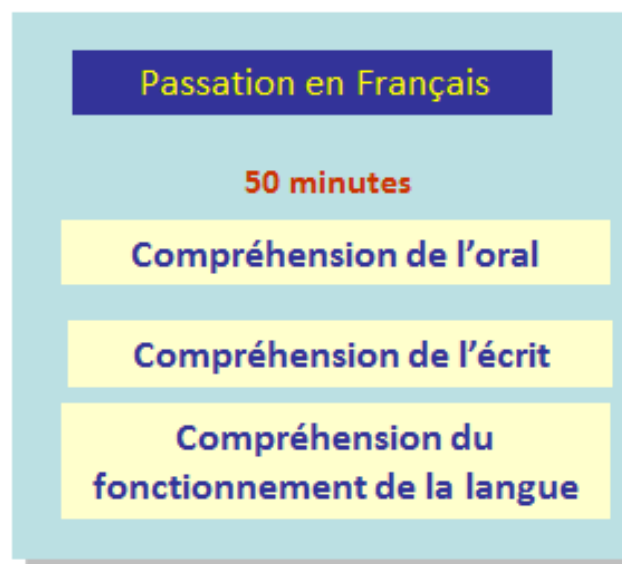 Passation en Français
50 minutes
Compréhension de l’oral
Compréhension de l’écrit
Compréhension du
fonctionnement de la langue